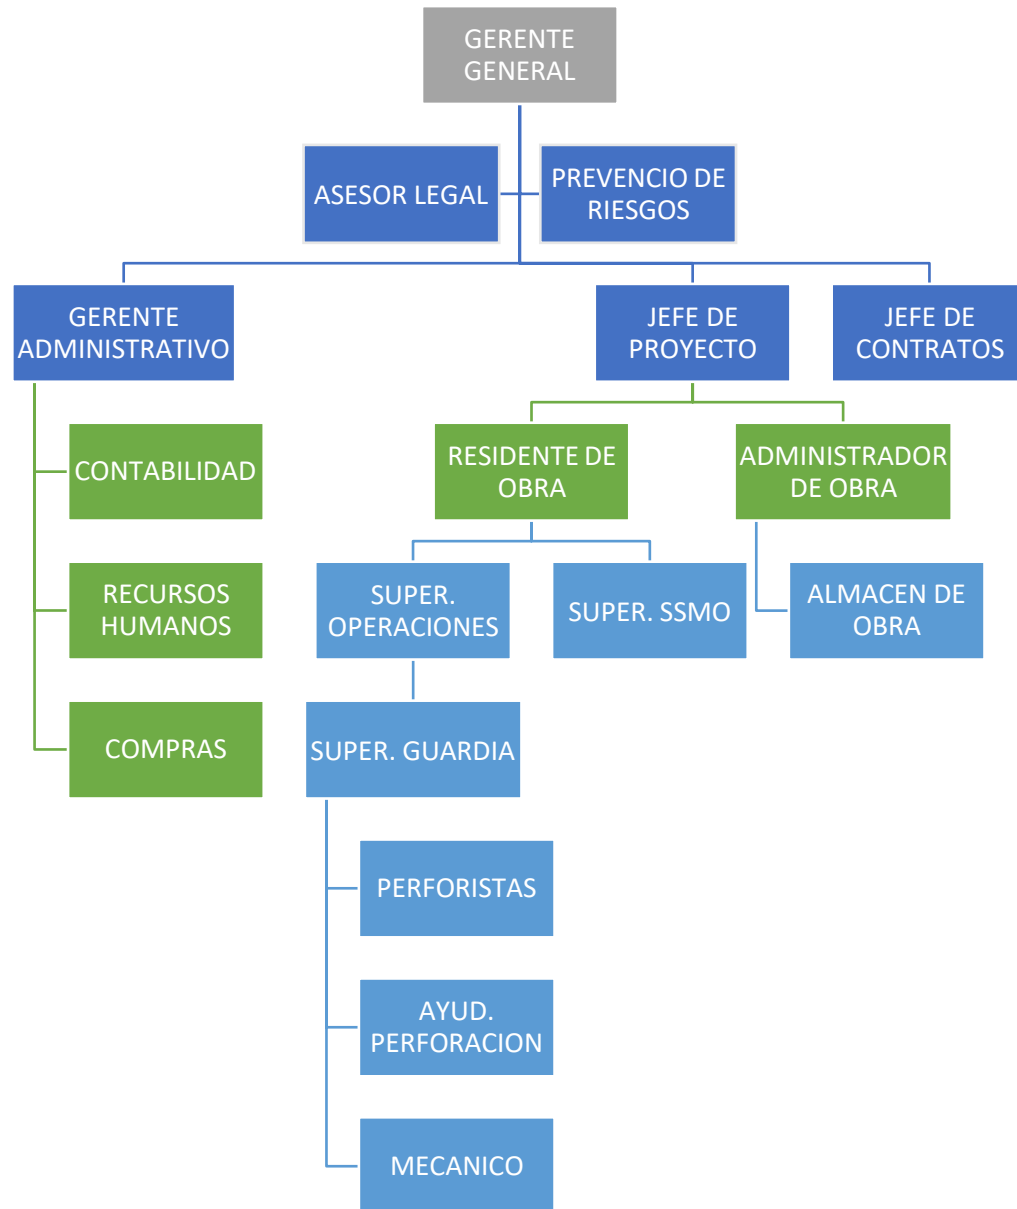 GERENTE
GENERAL
ASESOR LEGAL
PREVENCIO DE
RIESGOS
GERENTE
ADMINISTRATIVO
JEFE DE
PROYECTO
JEFE DE
CONTRATOS
CONTABILIDAD
RESIDENTE DE
OBRA
ADMINISTRADOR
DE OBRA
RECURSOS
HUMANOS
SUPER.
OPERACIONES
SUPER. SSMO
ALMACEN DE
OBRA
COMPRAS
SUPER. GUARDIA
PERFORISTAS
AYUD.
PERFORACION
MECANICO